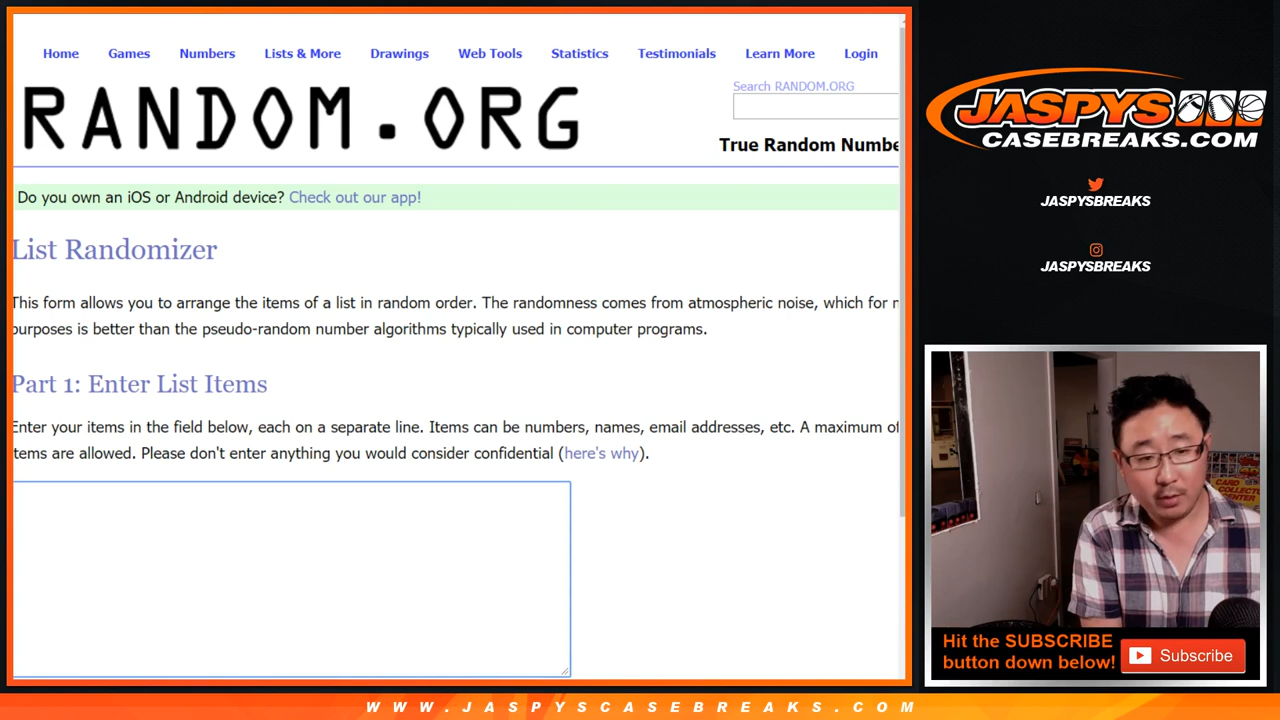 Home Games Numbers Lists & More Drawings Web Tools Statistics Testimonials Learn More Login
RANDOM.ORG
Search RANDOM.ORG
True Random Numbe
Do you own an iOS or Android device? Check out our app!
List Randomizer
This form allows you to arrange the items of a list in random order. The randomness comes from atmospheric noise, which for
purposes is better than the pseudo-random number algorithms typically used in computer programs.
Part 1: Enter List Items
Enter your items in the field below, each on a separate line. Items can be numbers, names, email addresses, etc. A maximum of
items are allowed. Please don't enter anything you would consider confidential (here's why).
JASPYS
CASEBREAKS.COM
JASPYSBREAKS
JASPYSBREAKS
CARD
COLLECTOR
CENTER
Hit the SUBSCRIBE
button down below!
Subscribe
WWW.JASPYSCASEBREAKS.COM